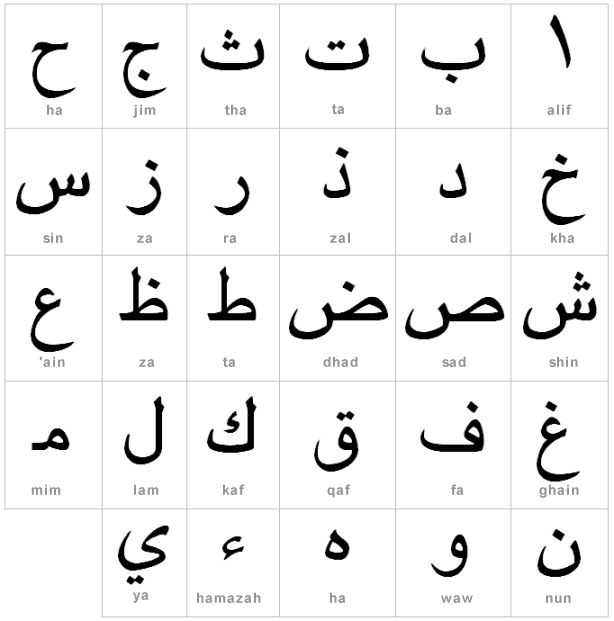 ا ب ت ث ج ح
alif ba ta tha jim ha
خ د ذ ر ز س
kha dal zal ra za sin
ش ص ض ط ظ ع
shin sad dhad ta za 'ain
غ ف ق ك ل مـ
ghain fa qaf kaf lam mim
ن و ه ء ي
nun waw ha hamazah ya